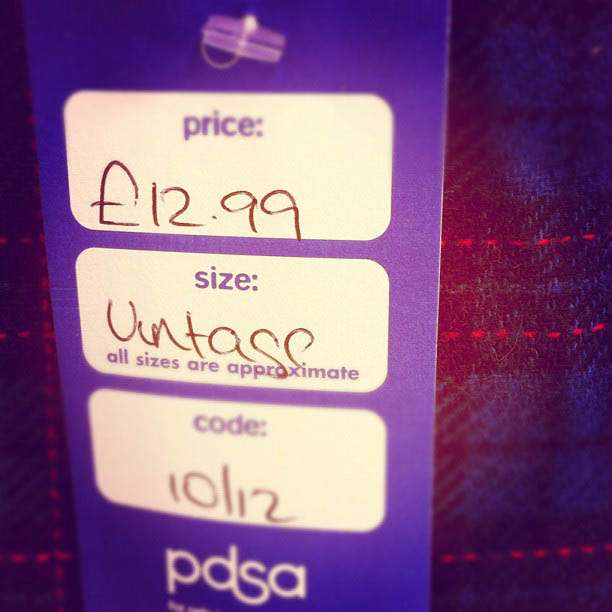 price:
£12.99
size:
Vintage
all sizes are approximate
code:
10/12
pdsa